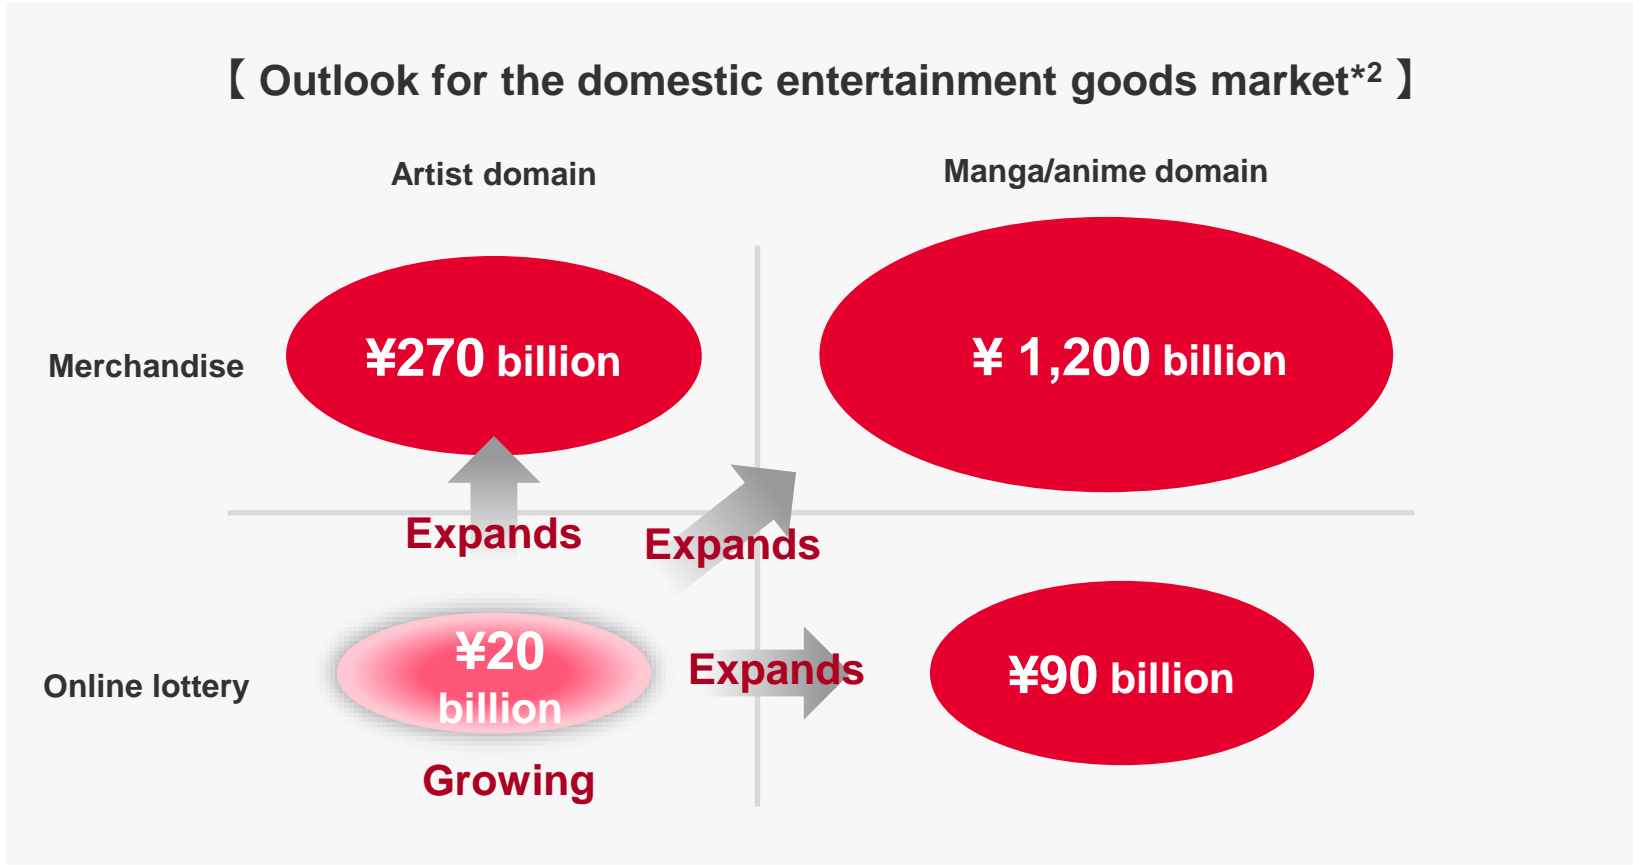 【 Outlook for the domestic entertainment goods market*2 】
Artist domain
Manga/anime domain
Merchandise
¥270 billion
¥ 1,200 billion
Expands
Expands
Online lottery
¥20
billion
Expands
¥90 billion
Growing